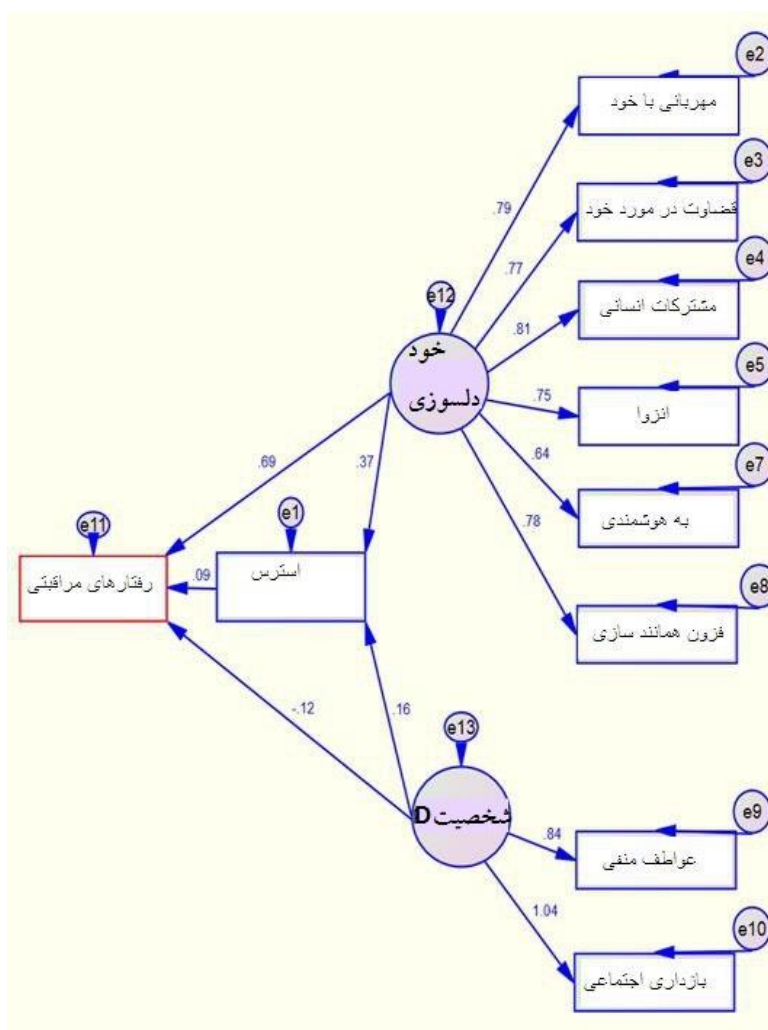 e2
مهربانی با خود
e3
قضاوت در مورد خود
.79
e4
.77
مشترکات انسانی
e12
.81
خود
دلسوزی
e5
.75
انزوا
.64
e7
.69
.37
.78
به هوشمندی
e11
e1
رفتارهای مراقبتی
.09
استرس
e8
فزون همانند سازی
-.12
.16
e13
شخصیت D
e9
.84
عواطف منفی
1.04
e10
بازداری اجتماعی